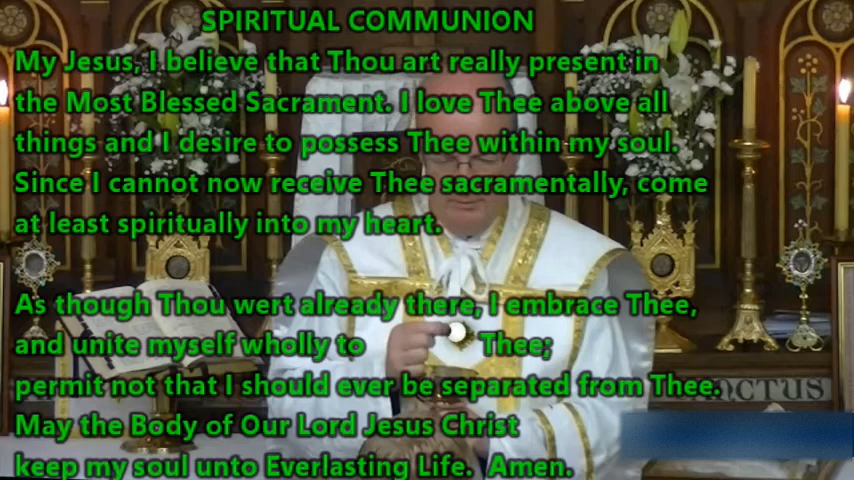 SPIRITUAL COMMUNION
My Jesus, I believe that Thou art really present in
the Most Blessed Sacrament. I love Thee above all
things and I desire to possess Thee within my soul.
Since I cannot now receive Thee sacramentally, come
at least spiritually into my heart.
As though Thou wert already there, I embrace Thee,
and unite myself wholly to Thee;
permit not that I should ever be separated from Thee.
May the Body of Our Lord Jesus Christ
keep my soul unto Everlasting Life. Amen.